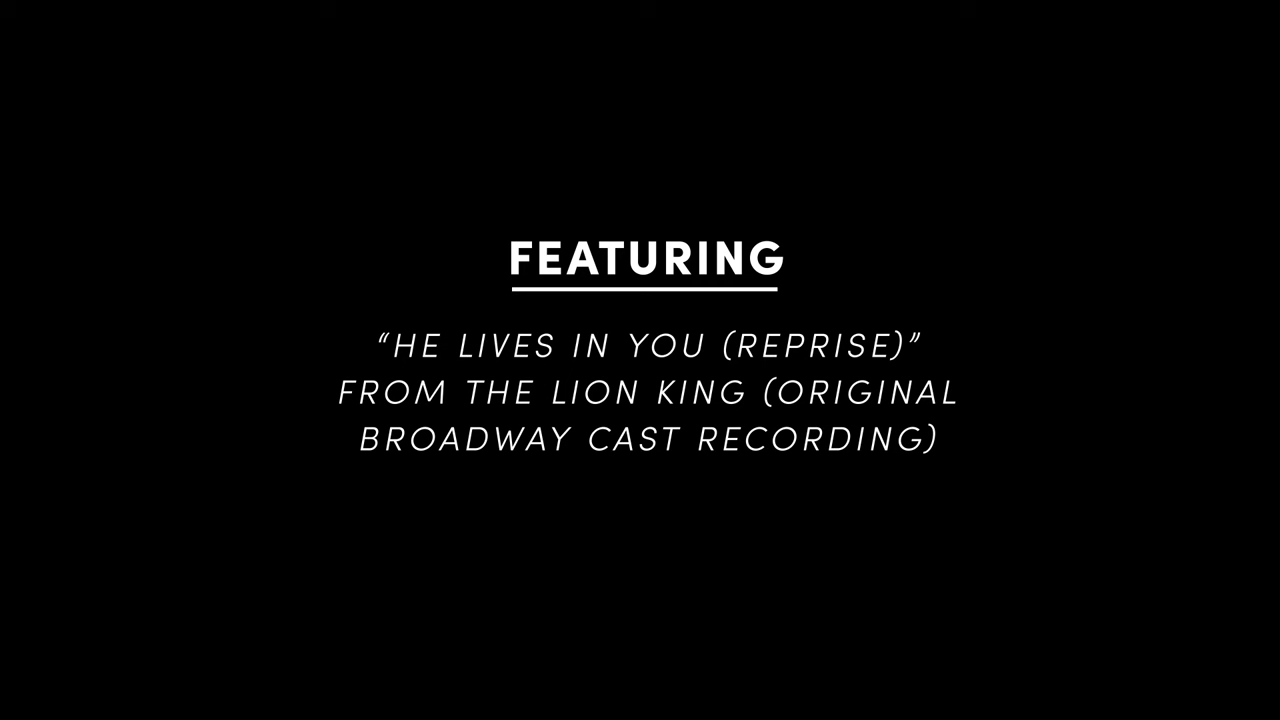 FEATURING
“HE LIVES IN YOU (REPRISE)”
FROM THE LION KING (ORIGINAL
BROADWAY CAST RECORDING)